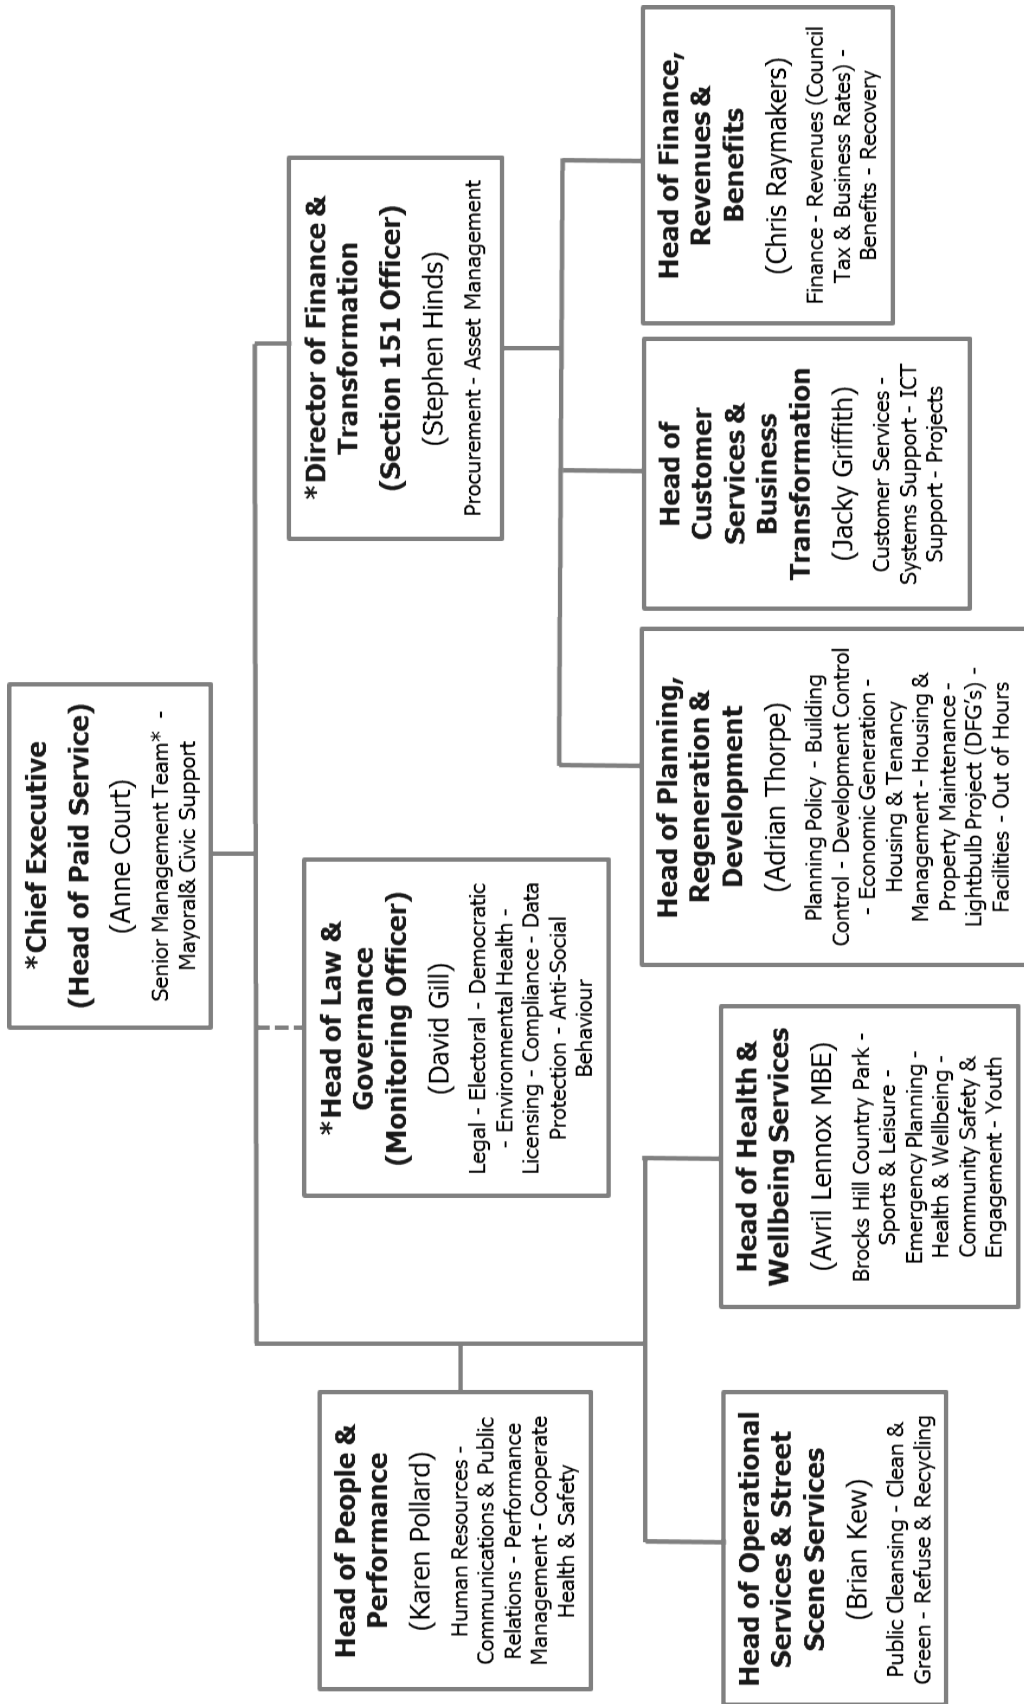 *Chief Executive
(Head of Paid Service)
(Anne Court)
Senior Management Team* -
Mayoral& Civic Support
Head of People &
Performance
(Karen Pollard)
Human Resources -
Communications & Public
Relations - Performance
Management - Cooperate
Health & Safety
*Head of Law &
Governance
(Monitoring Officer)
(David Gill)
Legal - Electoral - Democratic
- Environmental Health -
Licensing - Compliance - Data
Protection - Anti-Social
Behaviour
*Director of Finance &
Transformation
(Section 151 Officer)
(Stephen Hinds)
Procurement - Asset Management
Head of Operational
Services & Street
Scene Services
(Brian Kew)
Public Cleansing - Clean &
Green - Refuse & Recycling
Head of Health &
Wellbeing Services
(Avril Lennox MBE)
Brocks Hill Country Park -
Sports & Leisure -
Emergency Planning -
Health & Wellbeing -
Community Safety &
Engagement - Youth
Head of Planning,
Regeneration &
Development
(Adrian Thorpe)
Planning Policy - Building
Control - Development Control
- Economic Generation -
Housing & Tenancy
Management - Housing &
Property Maintenance -
Lightbulb Project (DFG's) -
Facilities - Out of Hours
Head of
Customer
Services &
Business
Transformation
(Jacky Griffith)
Customer Services -
Systems Support - ICT
Support - Projects
Head of Finance,
Revenues &
Benefits
(Chris Raymakers)
Finance - Revenues (Council
Tax & Business Rates) -
Benefits - Recovery